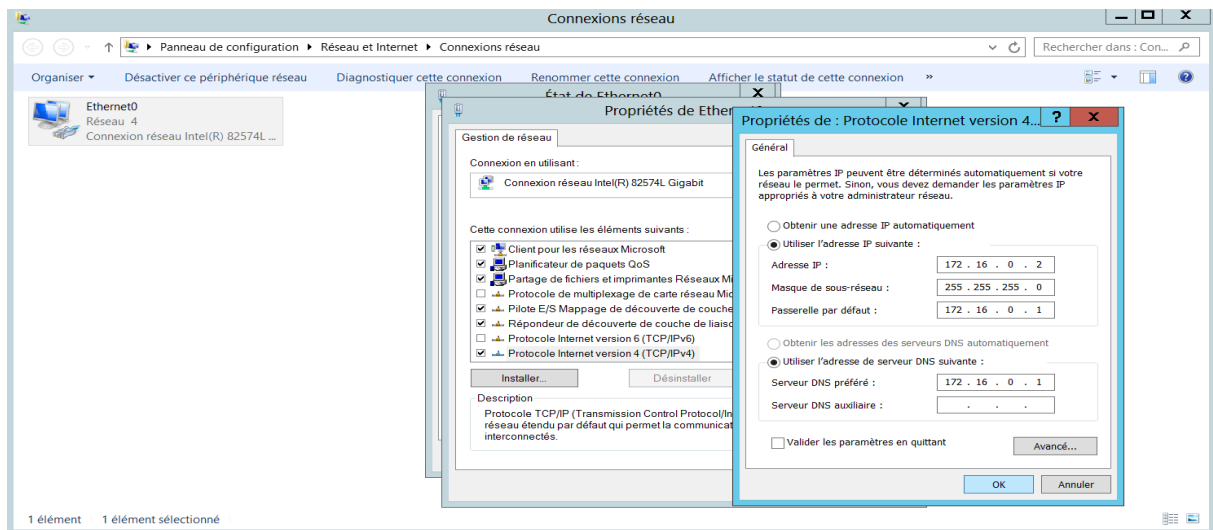 Connexions réseau
Panneau de configuration Réseau et Internet Connexions réseau
Rechercher dans : Con...
Organiser Désactiver ce périphérique réseau Diagnostiquer cette connexion Renommer cette connexion Afficher le statut de cette connexion »
Ethernet0
Réseau 4
Connexion réseau Intel(R) 82574L ...
État de Ethernet0
Propriétés de Ether
Gestion de réseau
Connexion en utilisant :
Connexion réseau Intel(R) 82574L Gigabit
Cette connexion utilise les éléments suivants :
Client pour les réseaux Microsoft
Planificateur de paquets QoS
Partage de fichiers et imprimantes Réseaux Mi
Protocole de multiplexage de carte réseau Mic
Pilote E/S Mappage de découverte de couche
Répondeur de découverte de couche de liaiso
Protocole Internet version 6 (TCP/IPv6)
Protocole Internet version 4 (TCP/IPv4)
Installer... Désinstaller
Description
Protocole TCP/IP (Transmission Control Protocol/In
réseau étendu par défaut qui permet la communicat
interconnectés.
Propriétés de : Protocole Internet version 4...
Général
Les paramètres IP peuvent être déterminés automatiquement si votre
réseau le permet. Sinon, vous devez demander les paramètres IP
appropriés à votre administrateur réseau.
Obtenir une adresse IP automatiquement
Utiliser l'adresse IP suivante :
Adresse IP : 172 . 16 . 0 . 2
Masque de sous-réseau : 255 . 255 . 255 . 0
Passerelle par défaut : 172 . 16 . 0 . 1
Obtenir les adresses des serveurs DNS automatiquement
Utiliser l'adresse de serveur DNS suivante :
Serveur DNS préféré : 172 . 16 . 0 . 1
Serveur DNS auxiliaire : . . .
Valider les paramètres en quittant
Avancé...
OK Annuler
1 élément 1 élément sélectionné